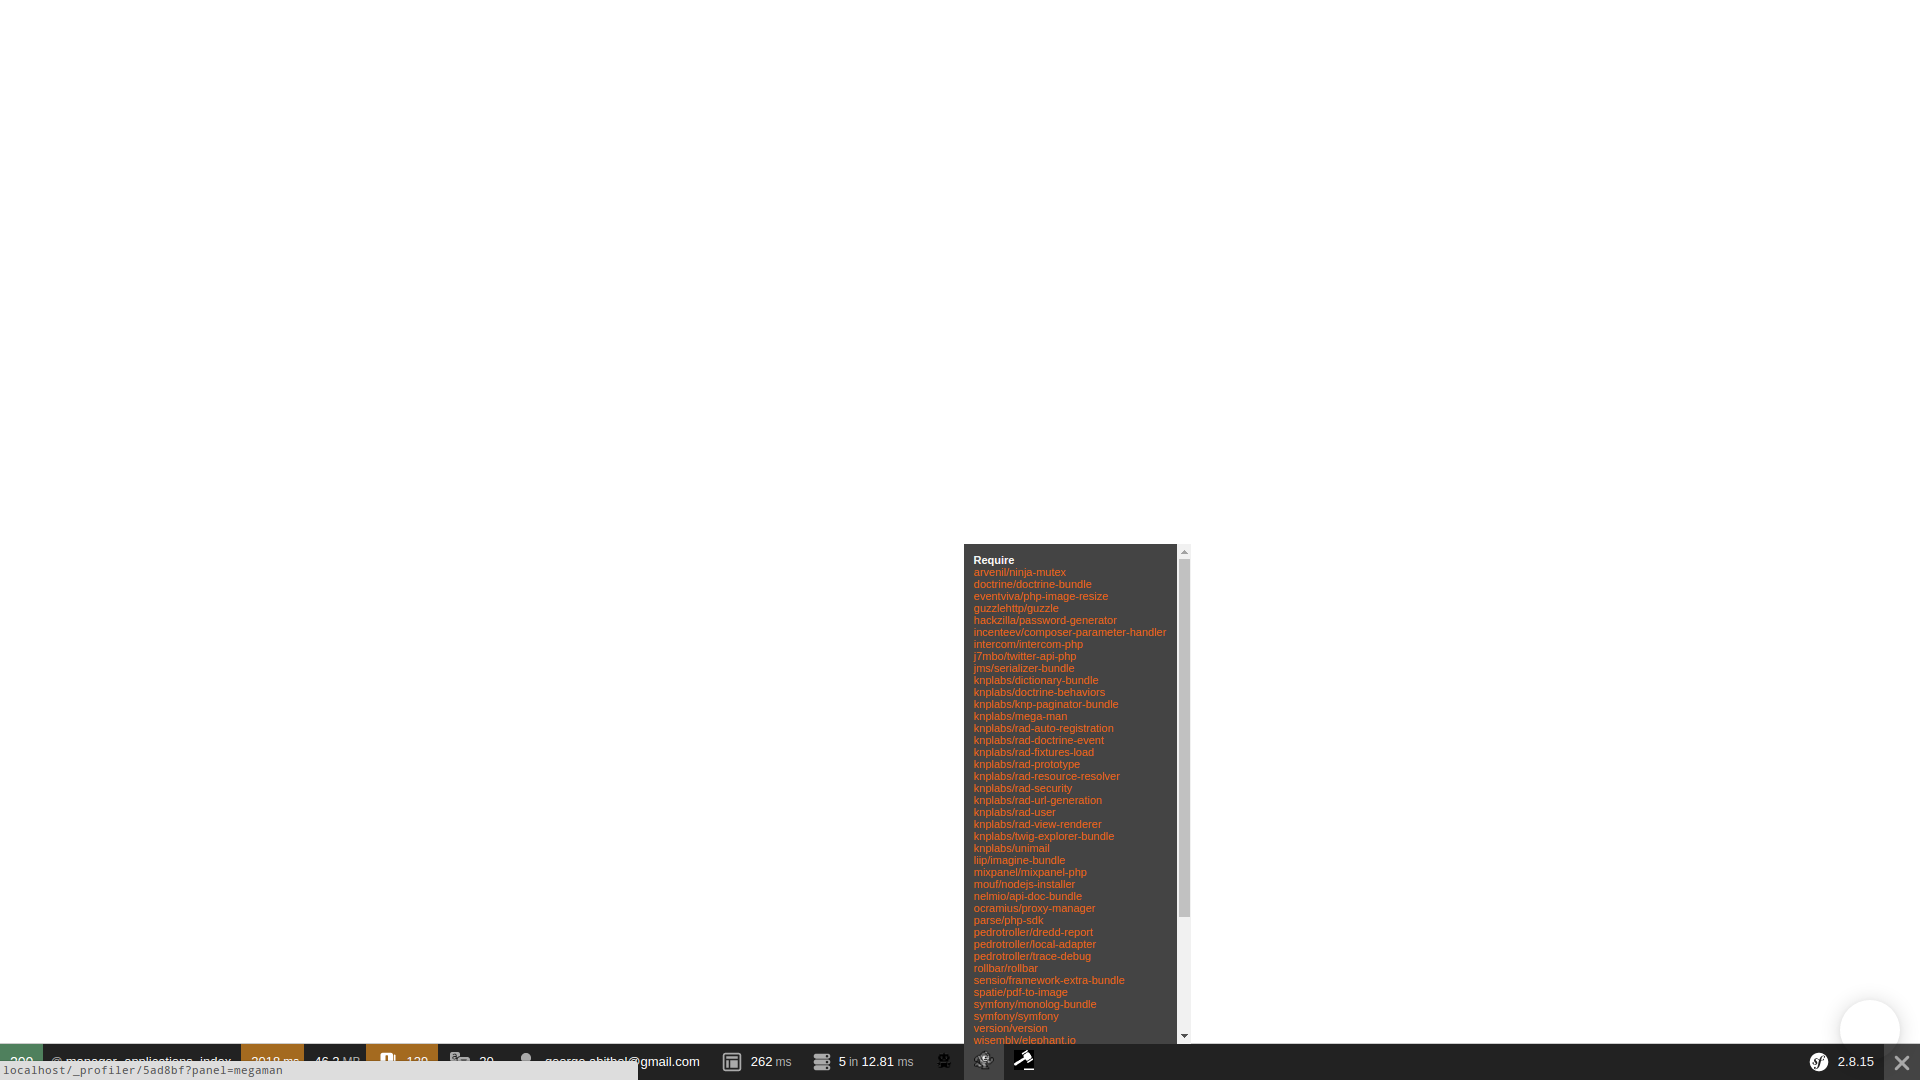 Require
arvenil/ninja-mutex
doctrine/doctrine-bundle
eventviva/php-image-resize
guzzlehttp/guzzle
hackzilla/password-generator
incenteev/composer-parameter-handler
intercom/intercom-php
j7mbo/twitter-api-php
jms/serializer-bundle
knplabs/dictionary-bundle
knplabs/doctrine-behaviors
knplabs/knp-paginator-bundle
knplabs/mega-man
knplabs/rad-auto-registration
knplabs/rad-doctrine-event
knplabs/rad-fixtures-load
knplabs/rad-prototype
knplabs/rad-resource-resolver
knplabs/rad-security
knplabs/rad-url-generation
knplabs/rad-user
knplabs/rad-view-renderer
knplabs/twig-explorer-bundle
knplabs/unimail
liip/imagine-bundle
mixpanel/mixpanel-php
mouf/nodejs-installer
nelmio/api-doc-bundle
ocramius/proxy-manager
parse/php-sdk
pedrotroller/dredd-report
pedrotroller/local-adapter
pedrotroller/trace-debug
rollbar/rollbar
sensio/framework-extra-bundle
spatie/pdf-to-image
symfony/monolog-bundle
symfony/symfony
version/version
wisembly/elephant.io
200 @ manager_applications_index 2018 ms 46.2 MB 120 20 george.abitbol@gmail.com 262 ms 5 in 12.81 ms 2.8.15
localhost/_profiler/5ad8bf?panel=megaman